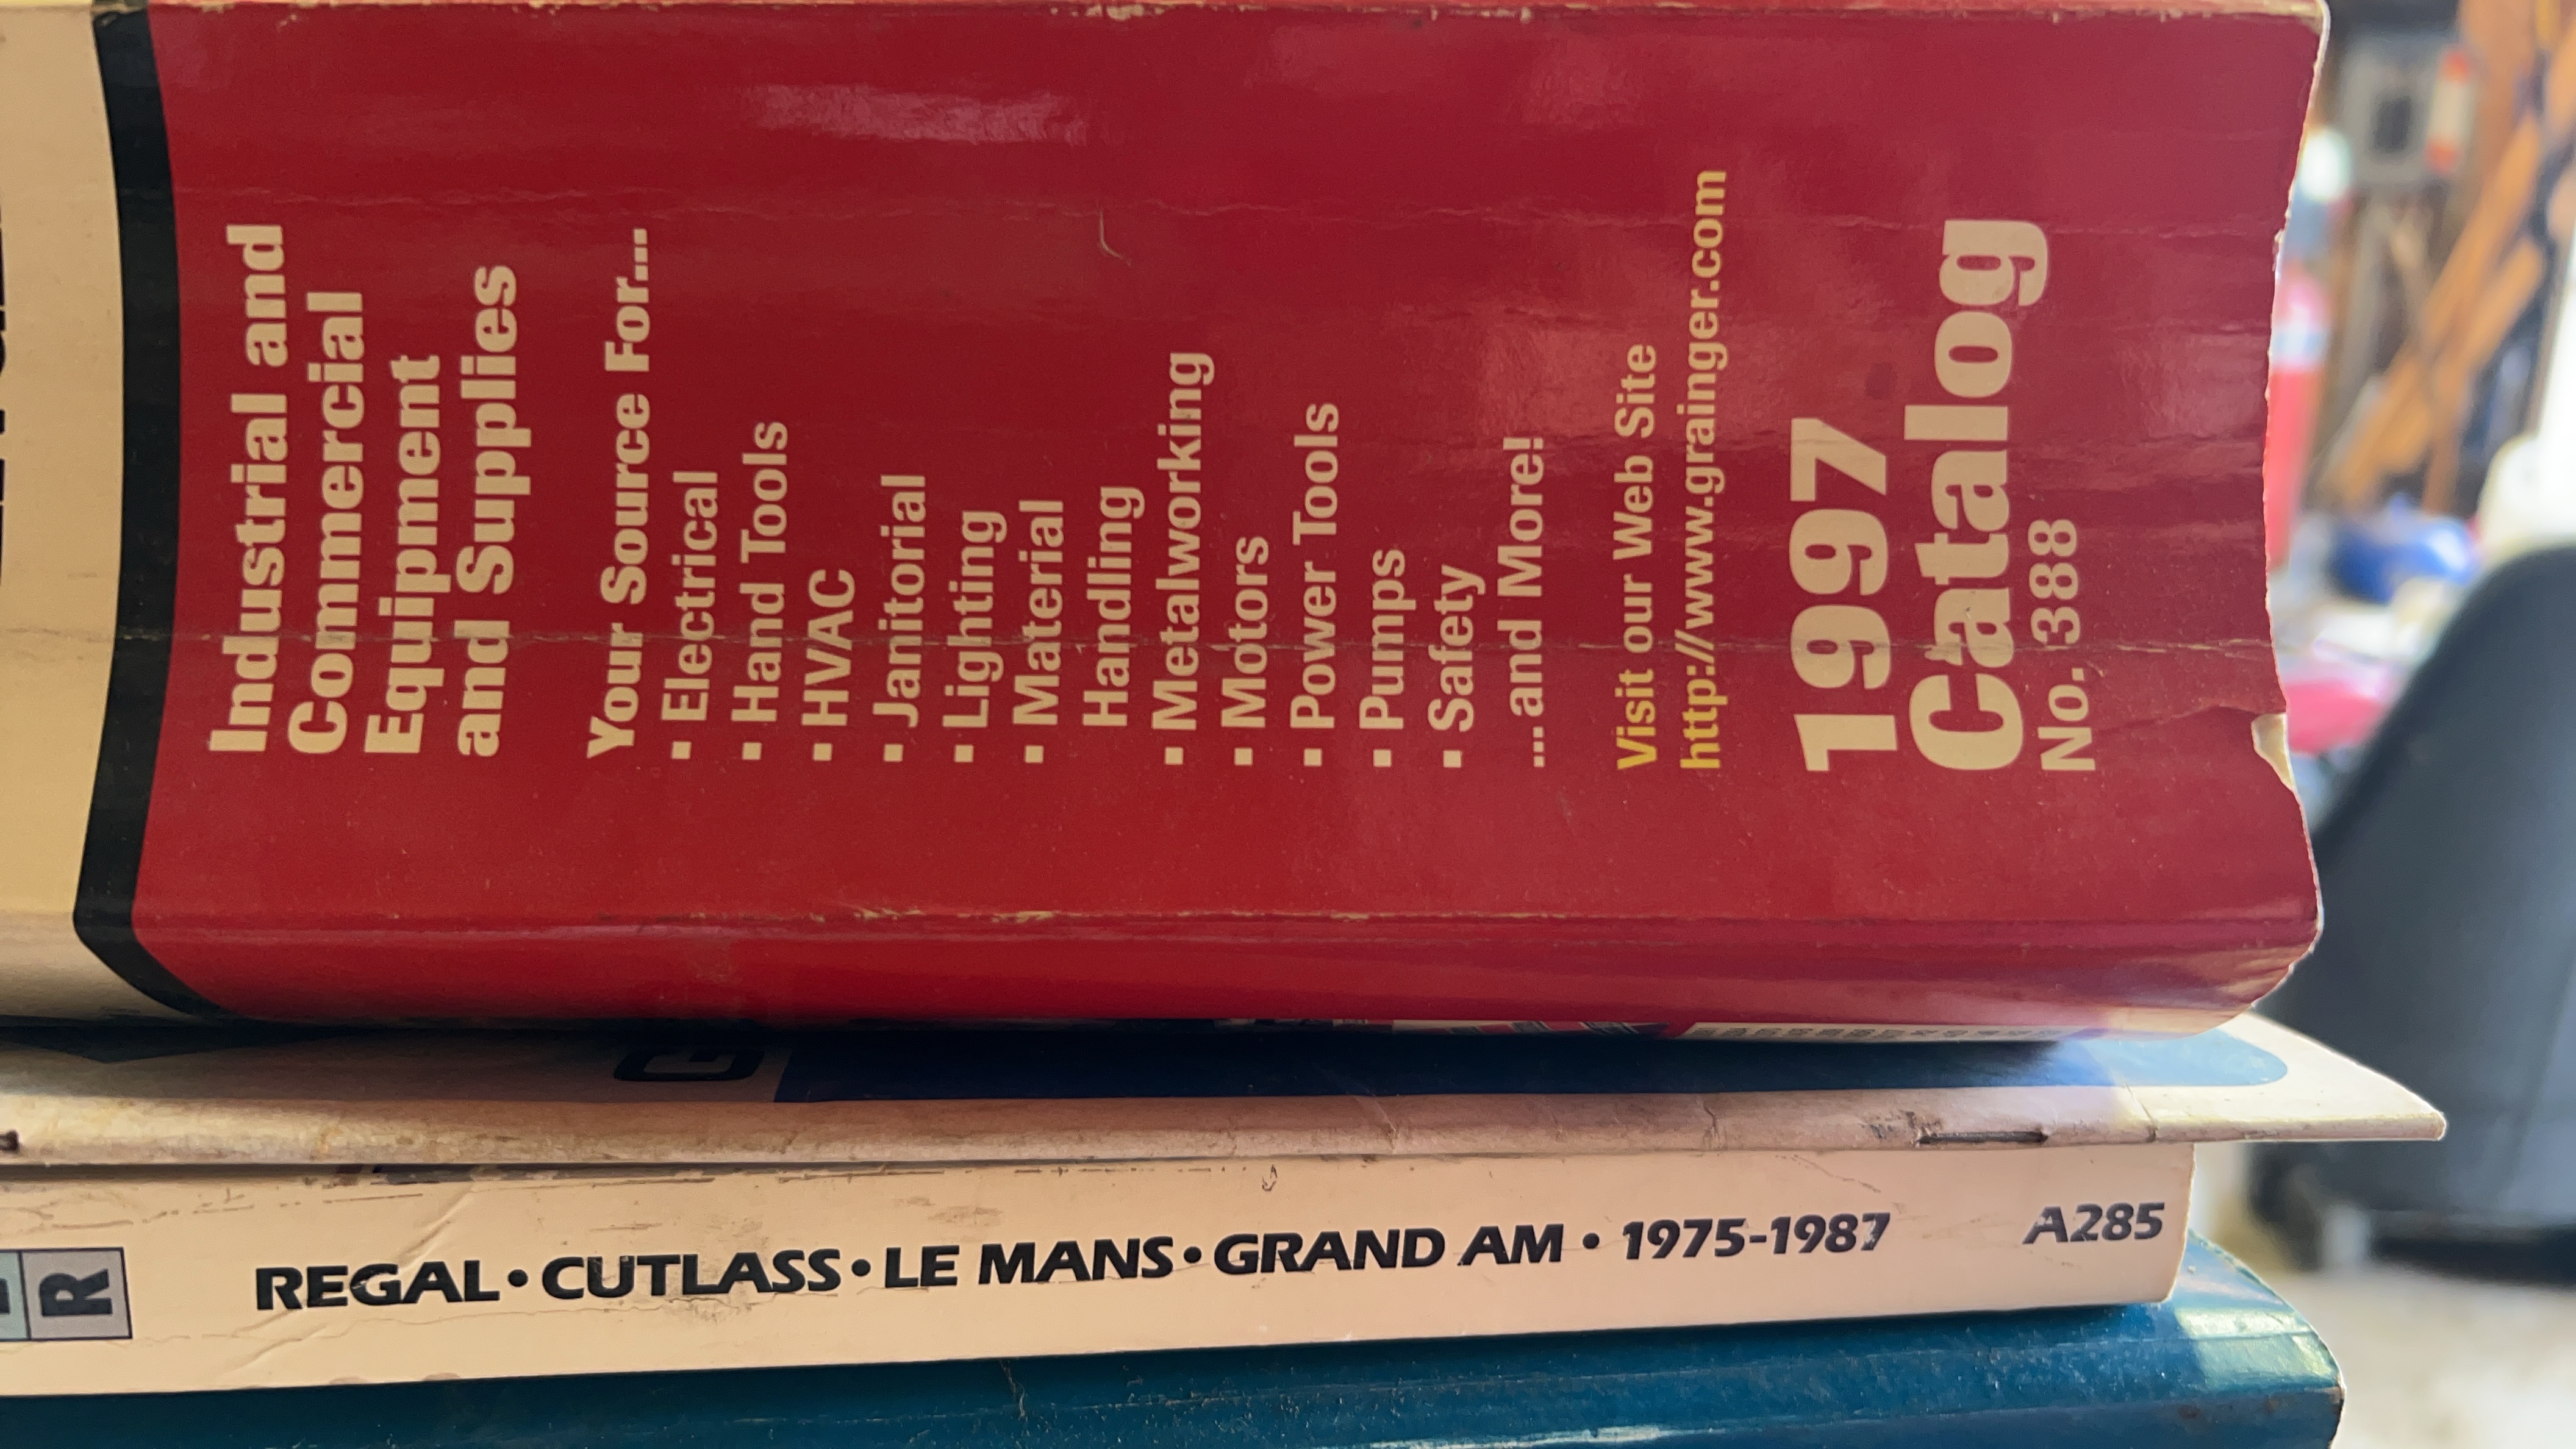 Industrial and
Commercial
Equipment
and Supplies
Your Source For...
▪ Electrical
▪ Hand Tools
▪ HVAC
▪ Janitorial
▪ Lighting
▪ Material
Handling
▪ Metalworking
▪ Motors
▪ Power Tools
▪ Pumps
▪ Safety
... and More!
Visit our Web Site
http://www.grainger.com
1997
Catalog
No. 388
G
R
REGAL • CUTLASS • LE MANS • GRAND AM • 1975-1987 A285